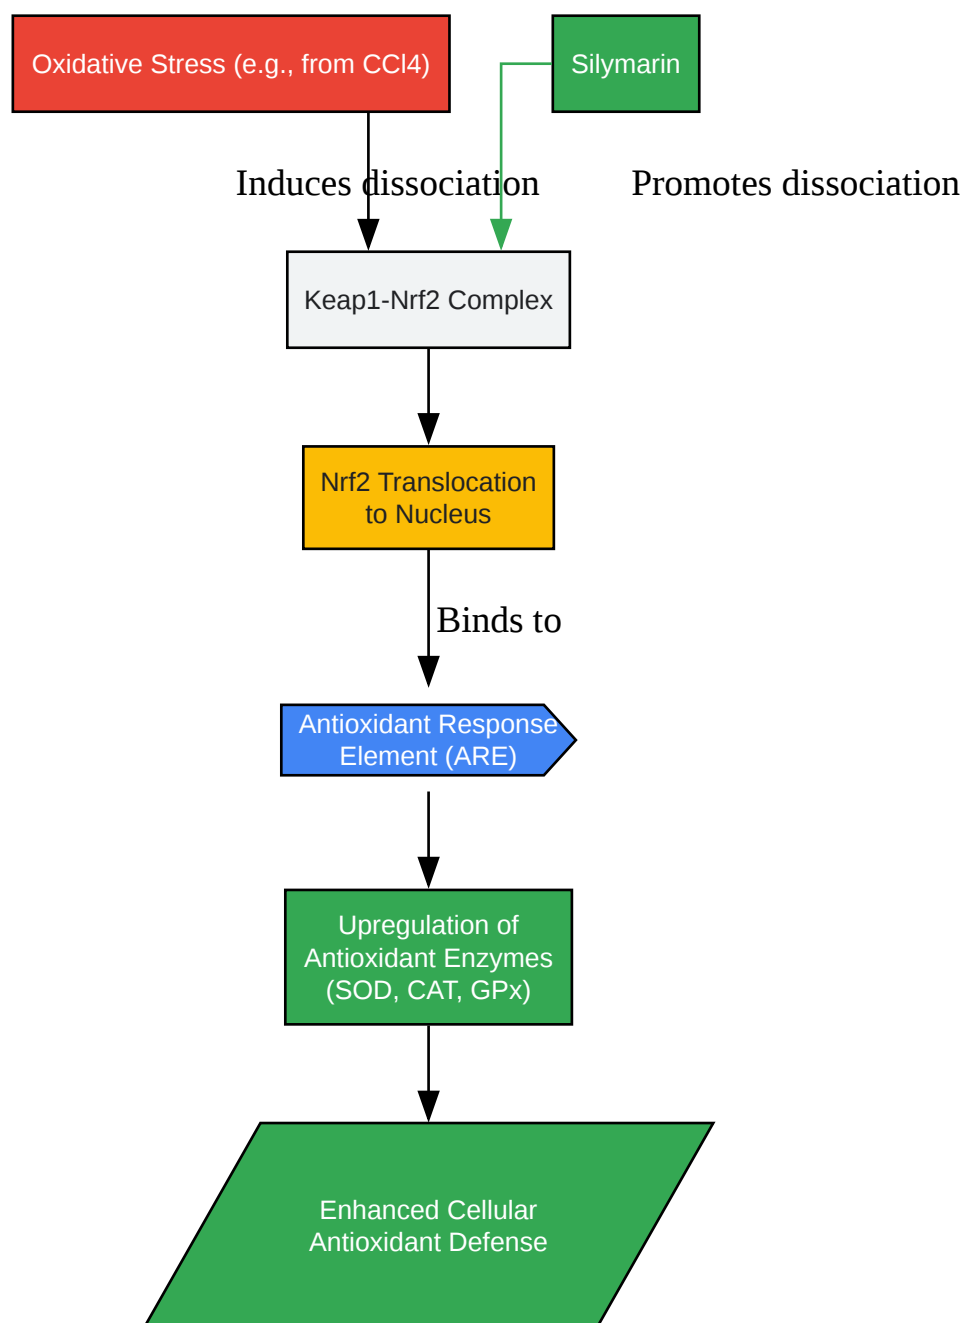 Oxidative Stress (e.g., from CCl4)
Silymarin
Induces dissociation
Promotes dissociation
Keap1-Nrf2 Complex
Nrf2 Translocation
to Nucleus
Binds to
Antioxidant Response
Element (ARE)
Upregulation of
Antioxidant Enzymes
(SOD, CAT, GPx)
Enhanced Cellular
Antioxidant Defense